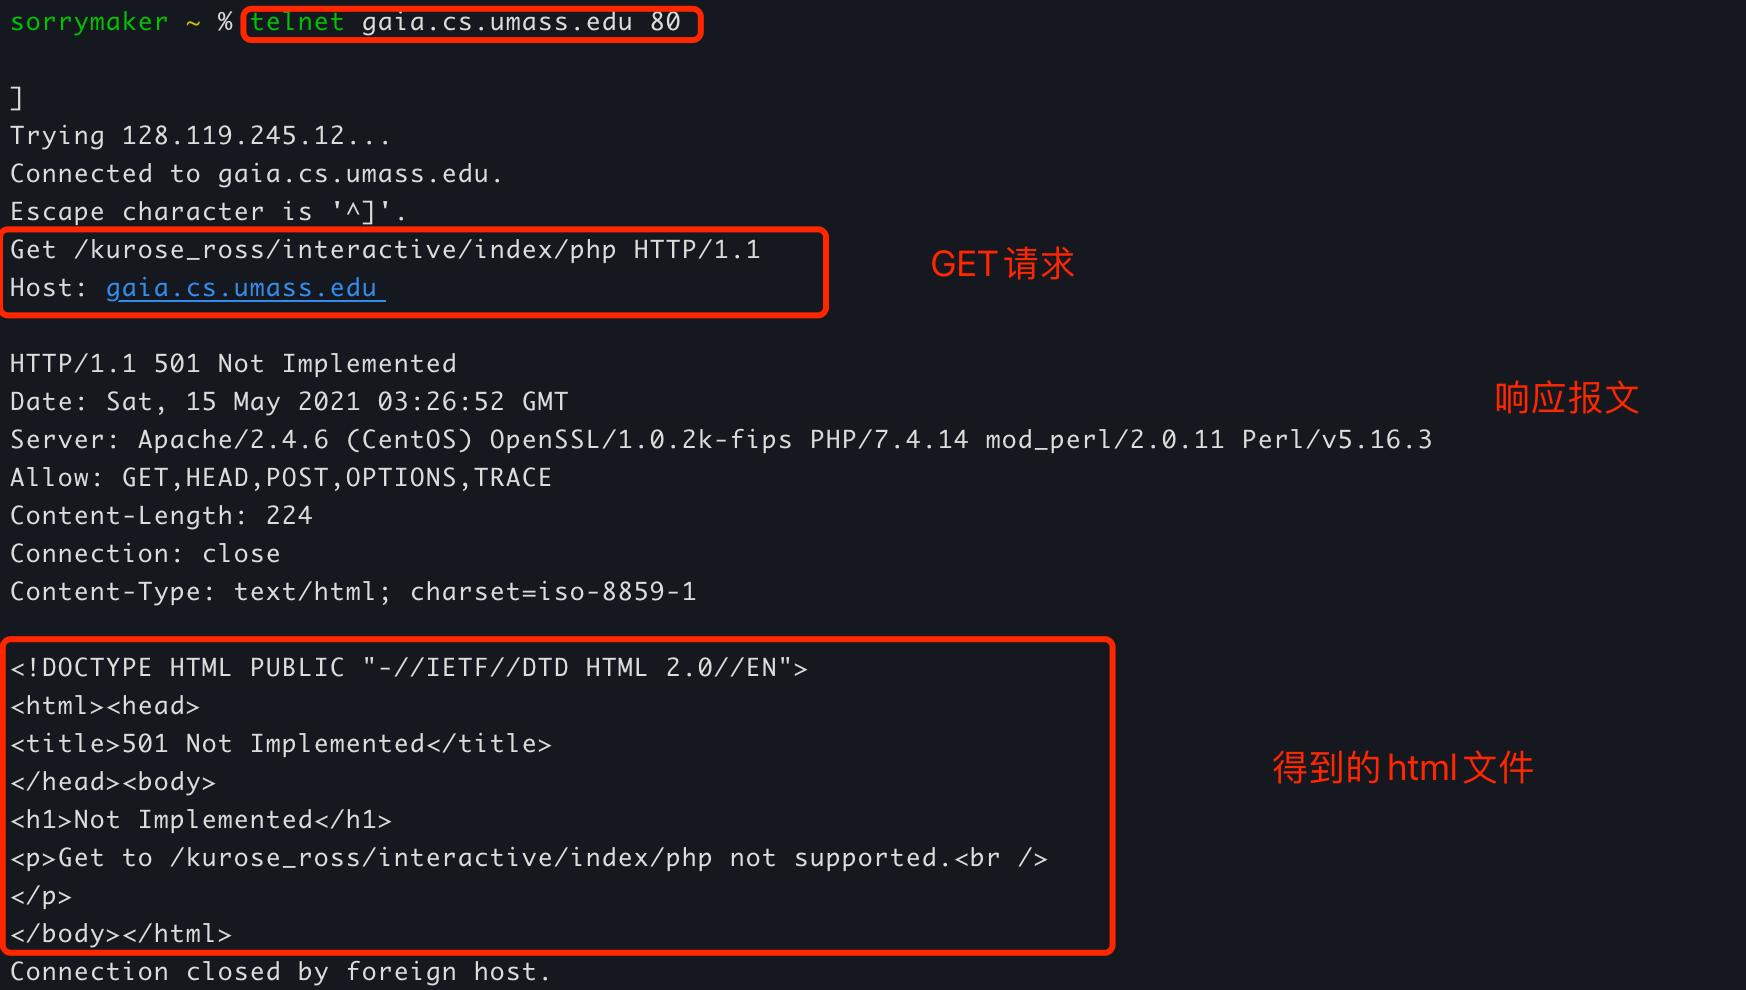 sorrymaker ~ % telnet gaia.cs.umass.edu 80
]
Trying 128.119.245.12...
Connected to gaia.cs.umass.edu.
Escape character is '^]'.
Get /kurose_ross/interactive/index/php HTTP/1.1
GET请求
Host: gaia.cs.umass.edu
HTTP/1.1 501 Not Implemented
Date: Sat, 15 May 2021 03:26:52 GMT
响应报文
Server: Apache/2.4.6 (CentOS) OpenSSL/1.0.2k-fips PHP/7.4.14 mod_perl/2.0.11 Perl/v5.16.3
Allow: GET,HEAD,POST,OPTIONS,TRACE
Content-Length: 224
Connection: close
Content-Type: text/html; charset=iso-8859-1
<!DOCTYPE HTML PUBLIC "-//IETF//DTD HTML 2.0//EN">
<html><head>
<title>501 Not Implemented</title>
得到的html文件
</head><body>
<h1>Not Implemented</h1>
<p>Get to /kurose_ross/interactive/index/php not supported.<br />
</p>
</body></html>
Connection closed by foreign host.